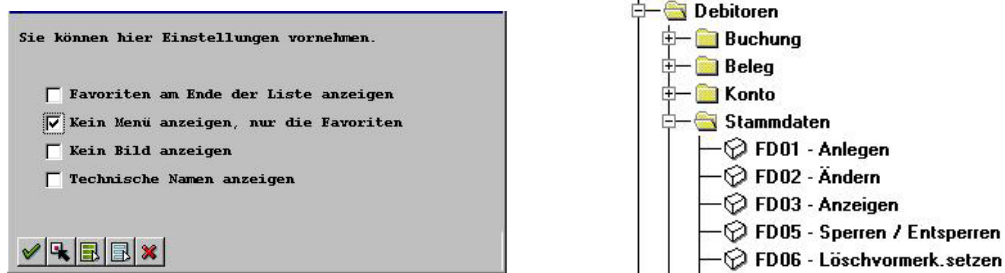 Sie können hier Einstellungen vornehmen.
Favoriten am Ende der Liste anzeigen
Kein Menü anzeigen, nur die Favoriten
Kein Bild anzeigen
Technische Namen anzeigen
Debitoren
Buchung
Beleg
Konto
Stammdaten
FD01 - Anlegen
FD02 - Ändern
FD03 - Anzeigen
FD05 - Sperren / Entsperren
FD06 - Löschvormerk.setzen